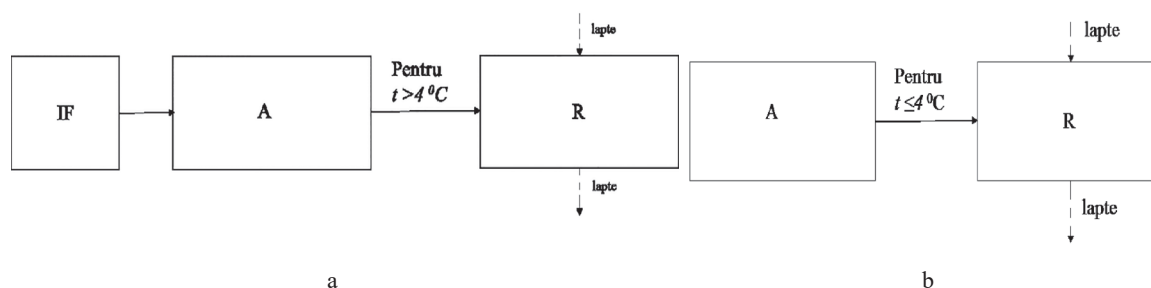 lapte
IF
A
Pentru
t >4 ⁰C
R
lapte
a
lapte
A
Pentru
t ≤4 ⁰C
R
lapte
b